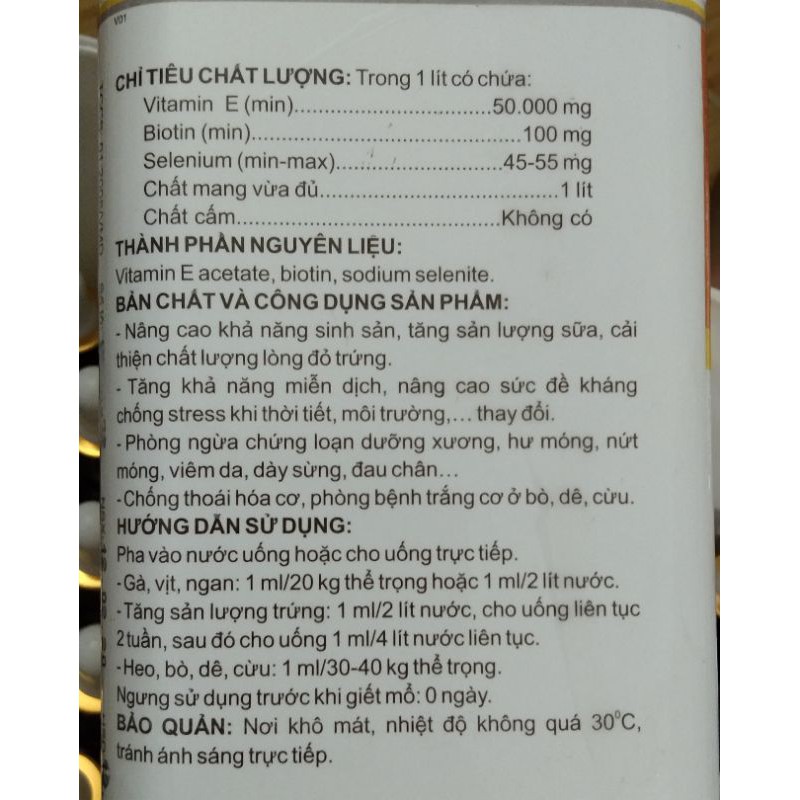 V01
CHỈ TIÊU CHẤT LƯỢNG: Trong 1 lít có chứa:
Vitamin E (min)................................50.000 mg
Biotin (min)............................................100 mg
Selenium (min-max)...........................45-55 mg
Chất mang vừa đủ.......................................1 lít
Chất cấm...........................................Không có
THÀNH PHẦN NGUYÊN LIỆU:
Vitamin E acetate, biotin, sodium selenite.
BẢN CHẤT VÀ CÔNG DỤNG SẢN PHẨM:
- Nâng cao khả năng sinh sản, tăng sản lượng sữa, cải
thiện chất lượng lòng đỏ trứng.
- Tăng khả năng miễn dịch, nâng cao sức đề kháng
chống stress khi thời tiết, môi trường,... thay đổi.
- Phòng ngừa chứng loạn dưỡng xương, hư móng, nứt
móng, viêm da, dày sừng, đau chân...
- Chống thoái hóa cơ, phòng bệnh trắng cơ ở bò, dê, cừu.
HƯỚNG DẪN SỬ DỤNG:
Pha vào nước uống hoặc cho uống trực tiếp.
- Gà, vịt, ngan: 1 ml/20 kg thể trọng hoặc 1 ml/2 lít nước.
- Tăng sản lượng trứng: 1 ml/2 lít nước, cho uống liên tục
2 tuần, sau đó cho uống 1 ml/4 lít nước liên tục.
- Heo, bò, dê, cừu: 1 ml/30-40 kg thể trọng.
Ngưng sử dụng trước khi giết mổ: 0 ngày.
BẢO QUẢN: Nơi khô mát, nhiệt độ không quá 30°C,
tránh ánh sáng trực tiếp.